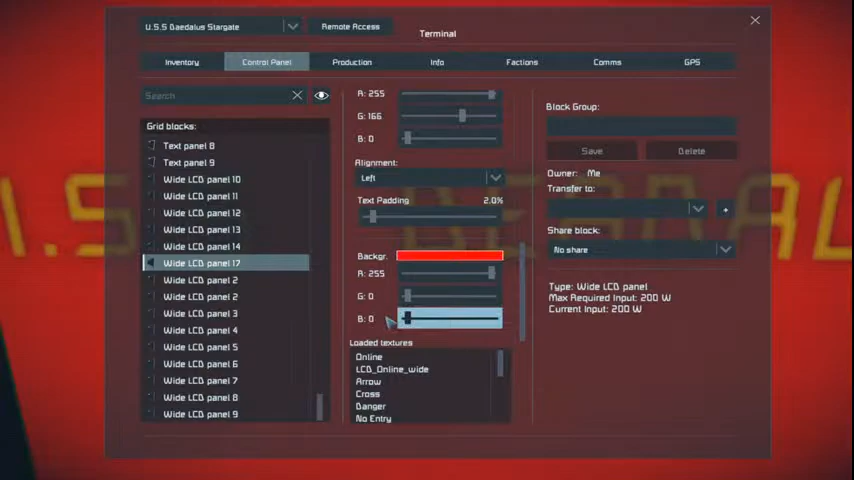 U.S.S Daedalus Stargate
Remote Access
Terminal
Inventory
Control Panel
Production
Info
Factions
Comms
GPS
Search
Grid blocks:
Text panel 8
Text panel 9
Wide LCD panel 10
Wide LCD panel 11
Wide LCD panel 12
Wide LCD panel 13
Wide LCD panel 14
Wide LCD panel 17
Wide LCD panel 2
Wide LCD panel 2
Wide LCD panel 3
Wide LCD panel 4
Wide LCD panel 5
Wide LCD panel 6
Wide LCD panel 7
Wide LCD panel 8
Wide LCD panel 9
R: 255
G: 166
B: 0
Alignment:
Left
Text Padding 2.0%
Backgr.
R: 255
G: 0
B: 0
Loaded textures
Online
LCD_Online_wide
Arrow
Cross
Danger
No Entry
Block Group:
Save
Delete
Owner: Me
Transfer to:
+
Share block:
No share
Type: Wide LCD panel
Max Required Input: 200 W
Current Input: 200 W